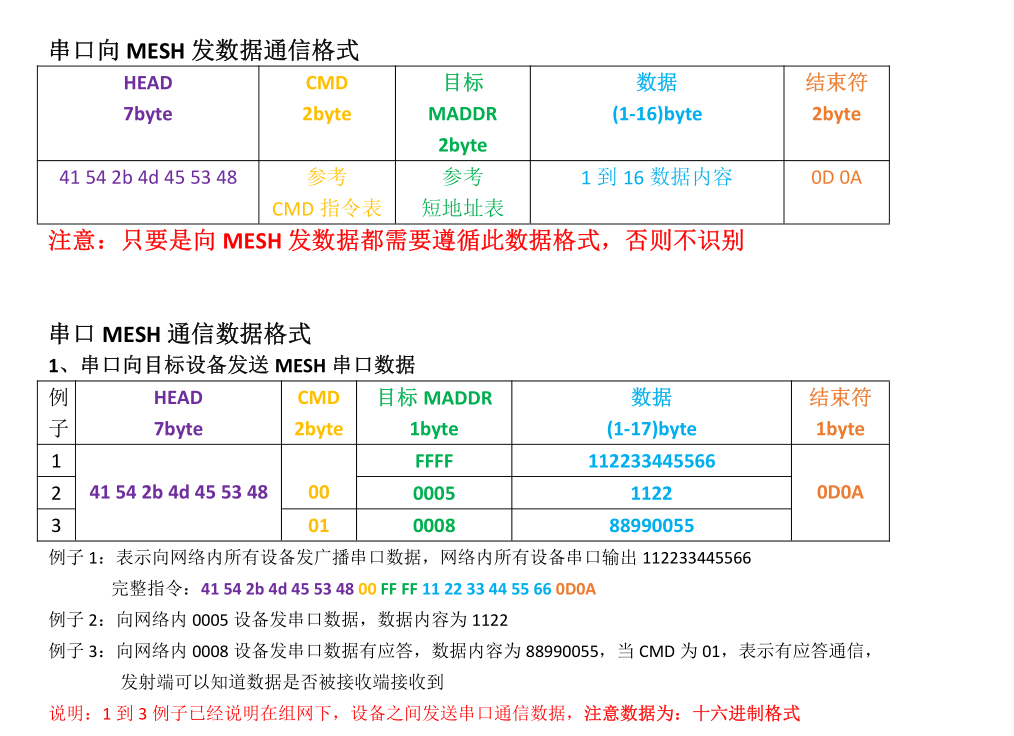 串口向 MESH 发数据通信格式
HEAD CMD 目标 数据 结束符
7byte 2byte MADDR (1-16)byte 2byte
2byte
41 54 2b 4d 45 53 48 参考 参考 1 到 16 数据内容 0D 0A
CMD 指令表 短地址表
注意：只要是向 MESH 发数据都需要遵循此数据格式，否则不识别
串口 MESH 通信数据格式
1、串口向目标设备发送 MESH 串口数据
例 HEAD CMD 目标 MADDR 数据 结束符
子 7byte 2byte 1byte (1-17)byte 1byte
1 FFFF 112233445566
2 41 54 2b 4d 45 53 48 00 0005 1122 0D0A
3 01 0008 88990055
例子 1：表示向网络内所有设备发广播串口数据，网络内所有设备串口输出 112233445566
完整指令：41 54 2b 4d 45 53 48 00 FF FF 11 22 33 44 55 66 0D0A
例子 2：向网络内 0005 设备发串口数据，数据内容为 1122
例子 3：向网络内 0008 设备发串口数据有应答，数据内容为 88990055，当 CMD 为 01，表示有应答通信，
发射端可以知道数据是否被接收端接收到
说明：1 到 3 例子已经说明在组网下，设备之间发送串口通信数据，注意数据为：十六进制格式